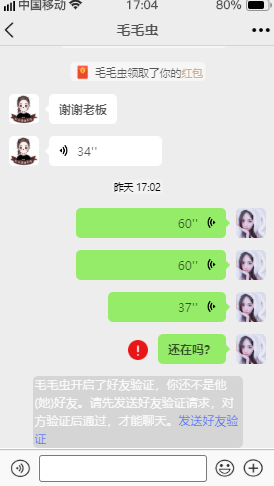 中国移动 17:04 80%
毛毛虫
毛毛虫领取了你的红包
谢谢老板
34''
昨天 17:02
60''
60''
37''
还在吗?
毛毛虫开启了好友验证，你还不是他
(她)好友。请先发送好友验证请求，对
方验证后通过，才能聊天。发送好友验
证